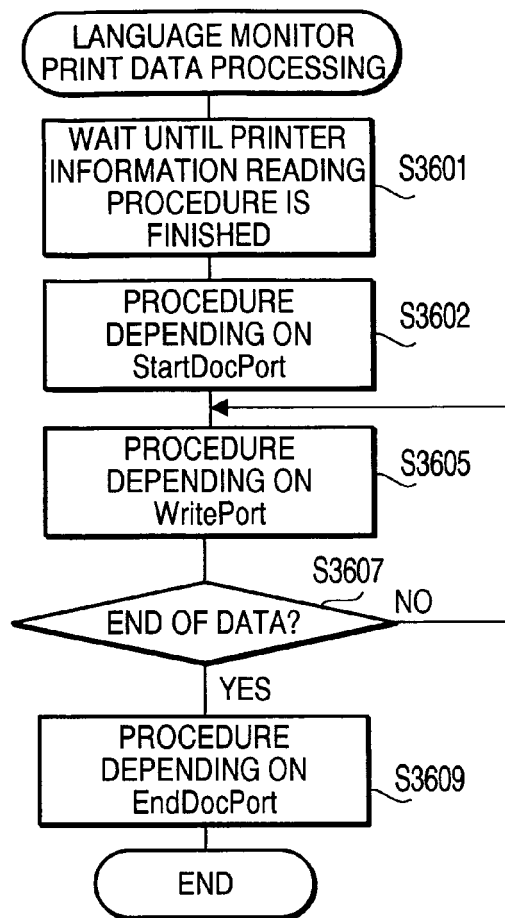 LANGUAGE MONITOR
PRINT DATA PROCESSING
WAIT UNTIL PRINTER
INFORMATION READING
PROCEDURE IS
FINISHED
S3601
PROCEDURE
DEPENDING ON
StartDocPort
S3602
PROCEDURE
DEPENDING ON
WritePort
S3605
S3607
END OF DATA?
NO
YES
PROCEDURE
DEPENDING ON
EndDocPort
S3609
END